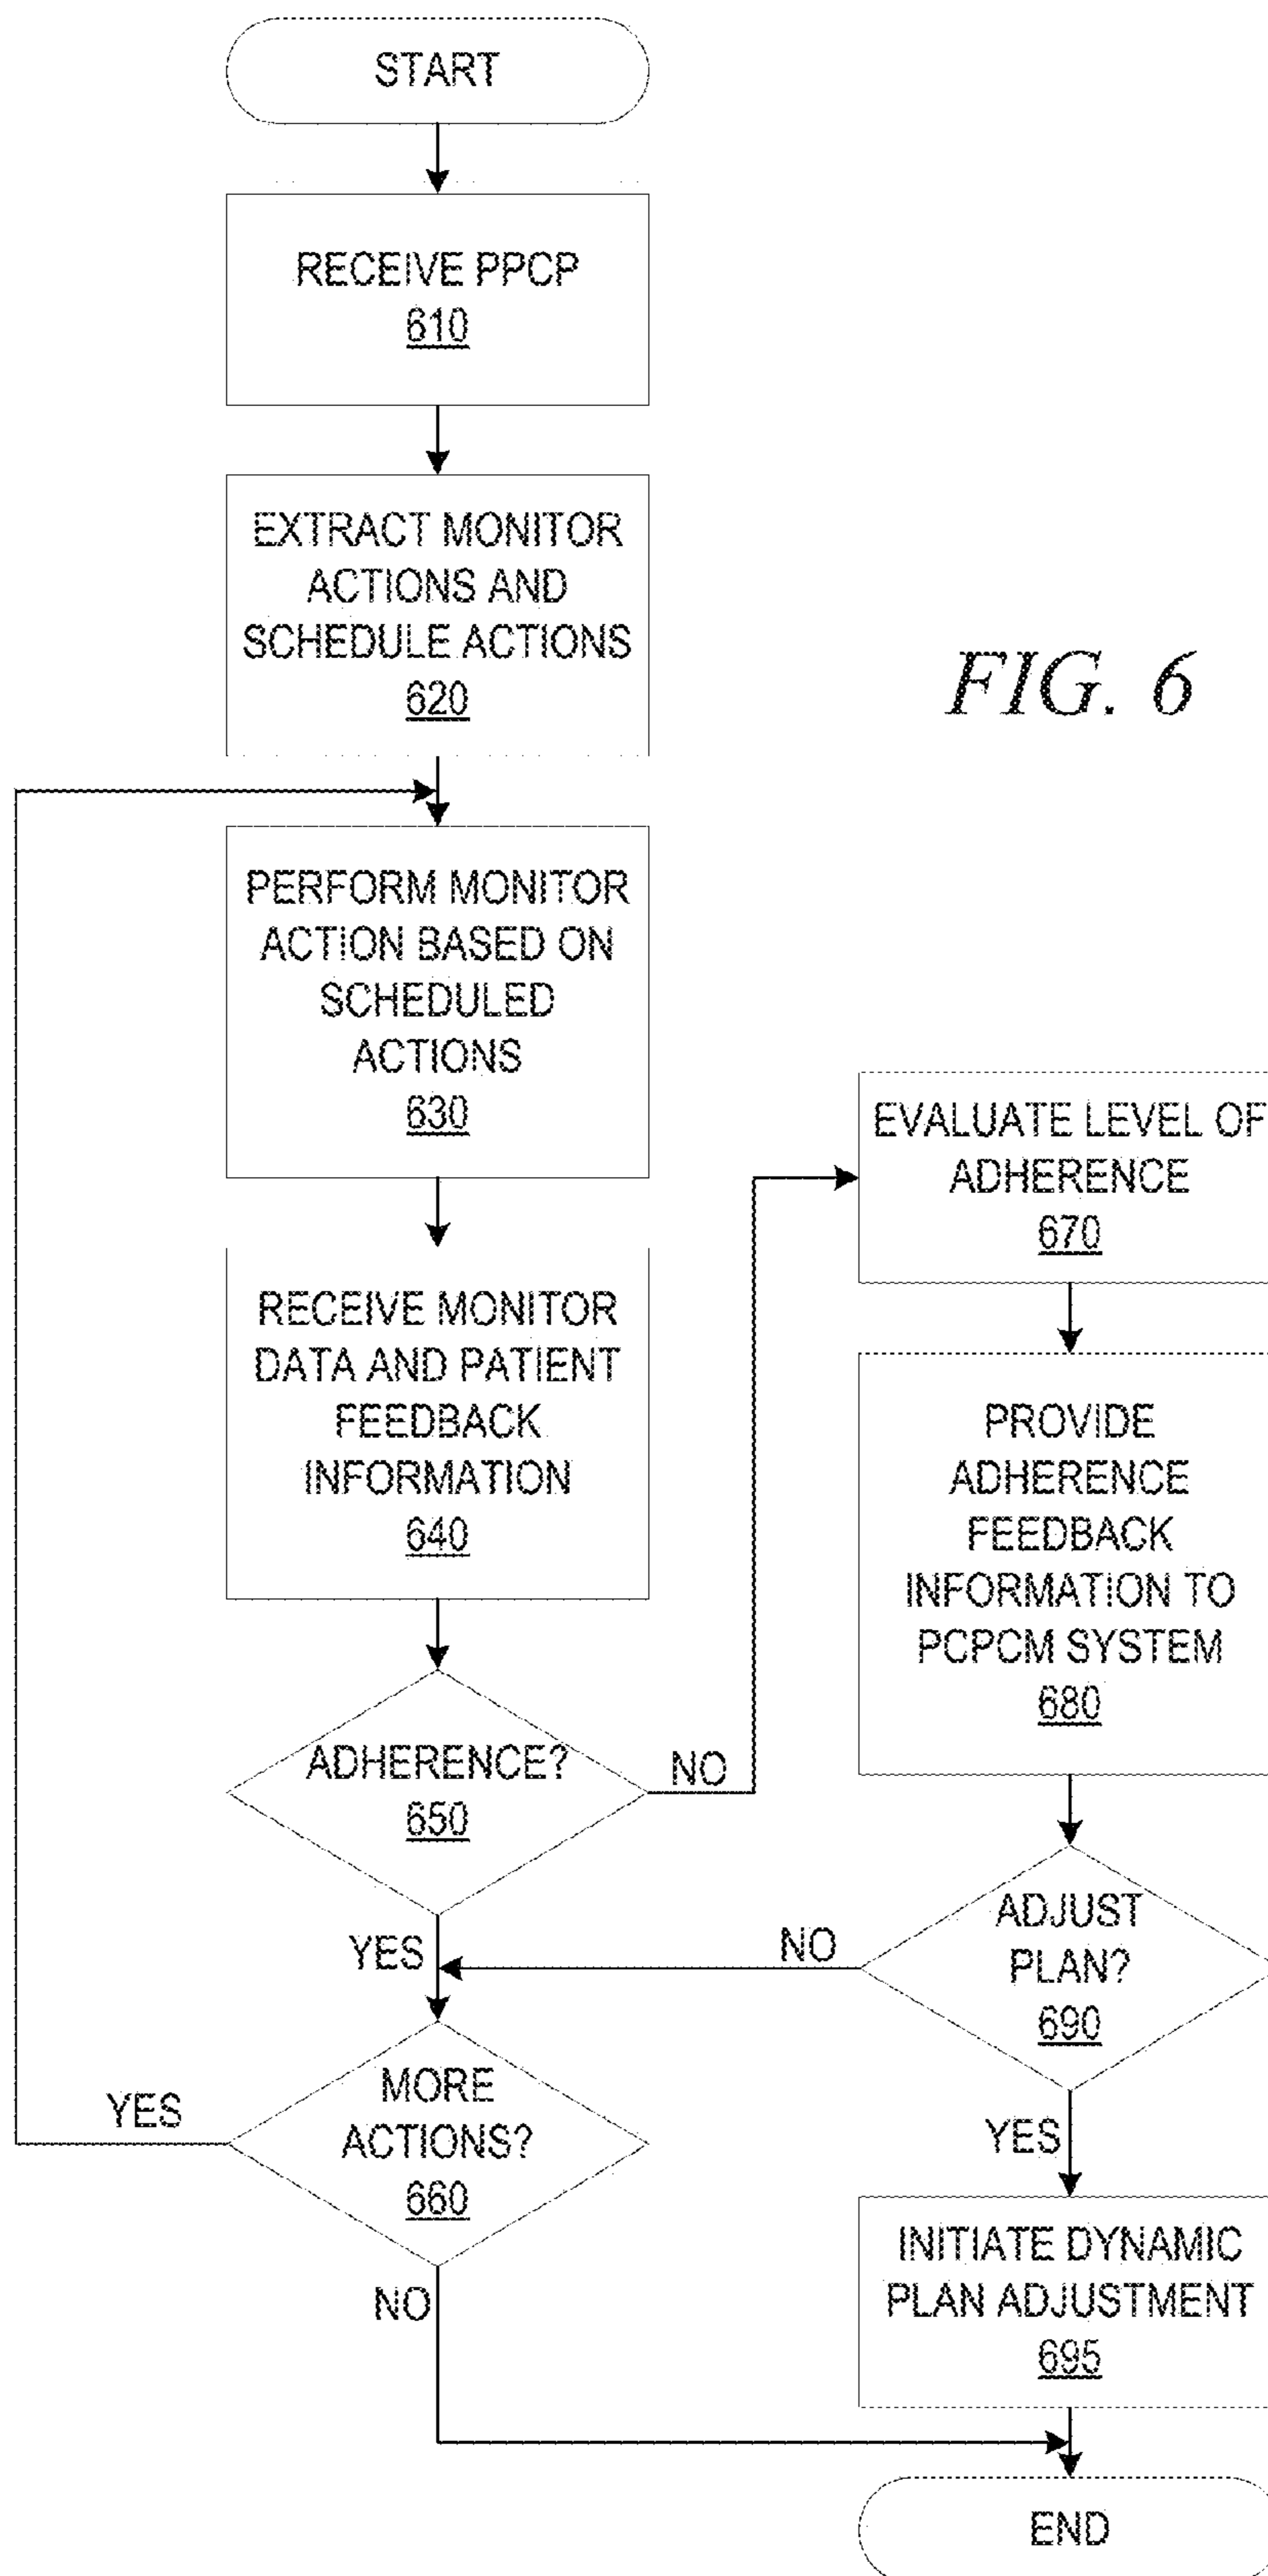 START
RECEIVE PPCP
610
EXTRACT MONITOR
ACTIONS AND
SCHEDULE ACTIONS
620
FIG. 6
PERFORM MONITOR
ACTION BASED ON
SCHEDULED
ACTIONS
630
RECEIVE MONITOR
DATA AND PATIENT
FEEDBACK
INFORMATION
640
ADHERENCE?
650
NO
YES
MORE
ACTIONS?
660
YES
NO
EVALUATE LEVEL OF
ADHERENCE
670
PROVIDE
ADHERENCE
FEEDBACK
INFORMATION TO
PCPCM SYSTEM
680
ADJUST
PLAN?
690
NO
YES
INITIATE DYNAMIC
PLAN ADJUSTMENT
695
END